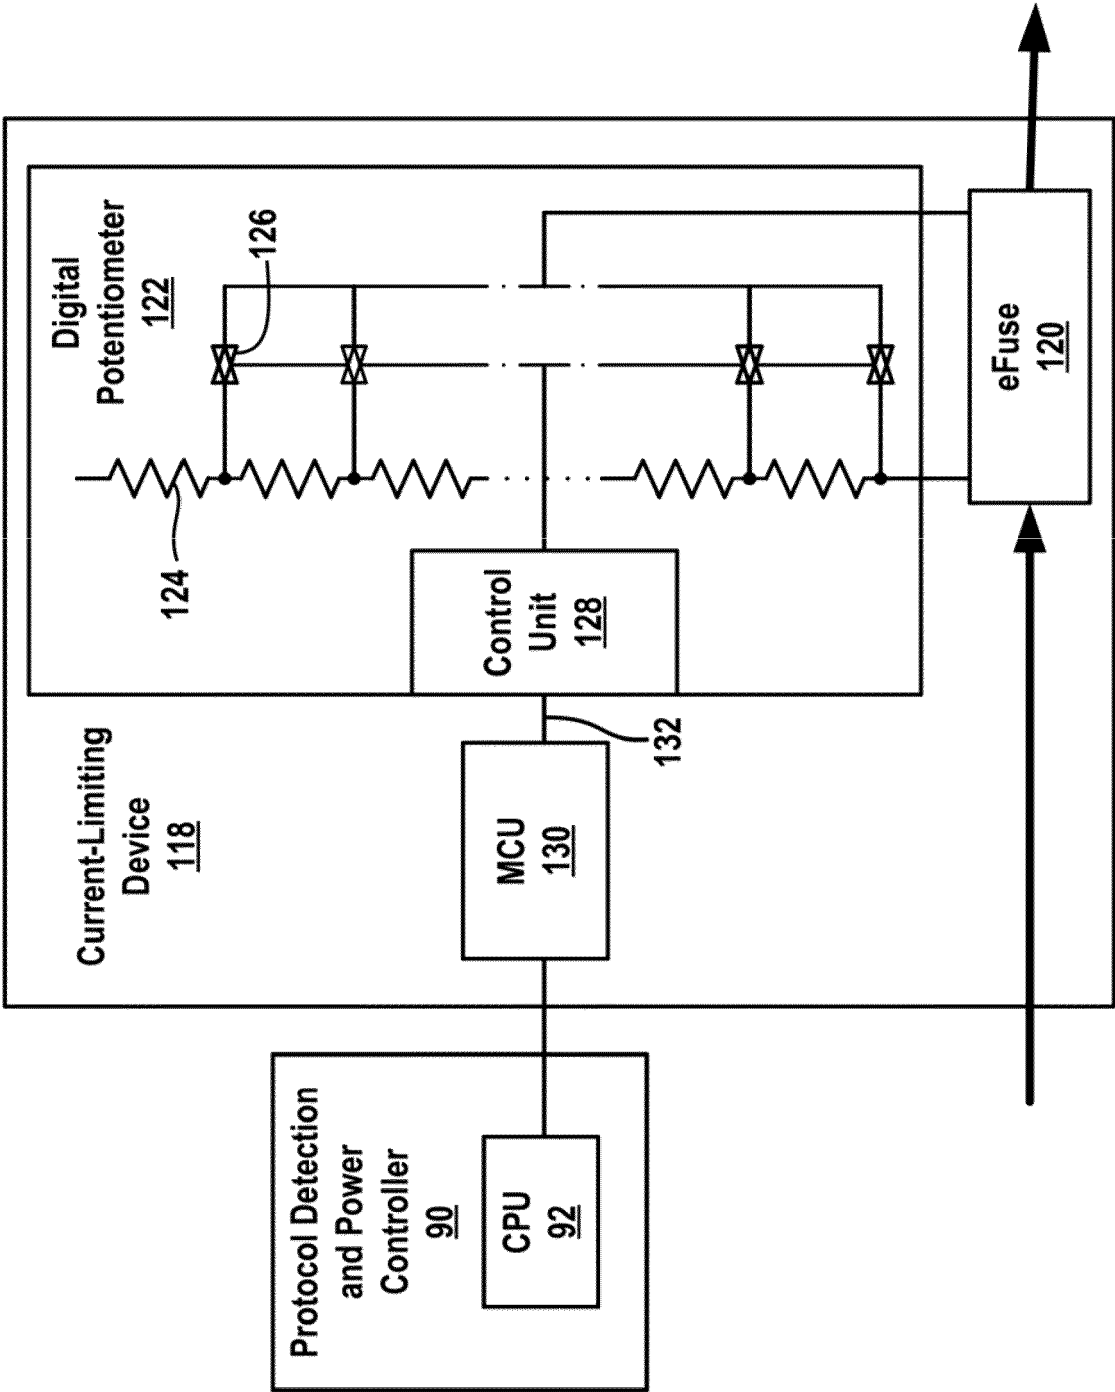 Protocol Detection
and Power
Controller
90
CPU
92
Current-Limiting
Device
118
MCU
130
132
Digital
Potentiometer
122
124
126
Control
Unit
128
eFuse
120